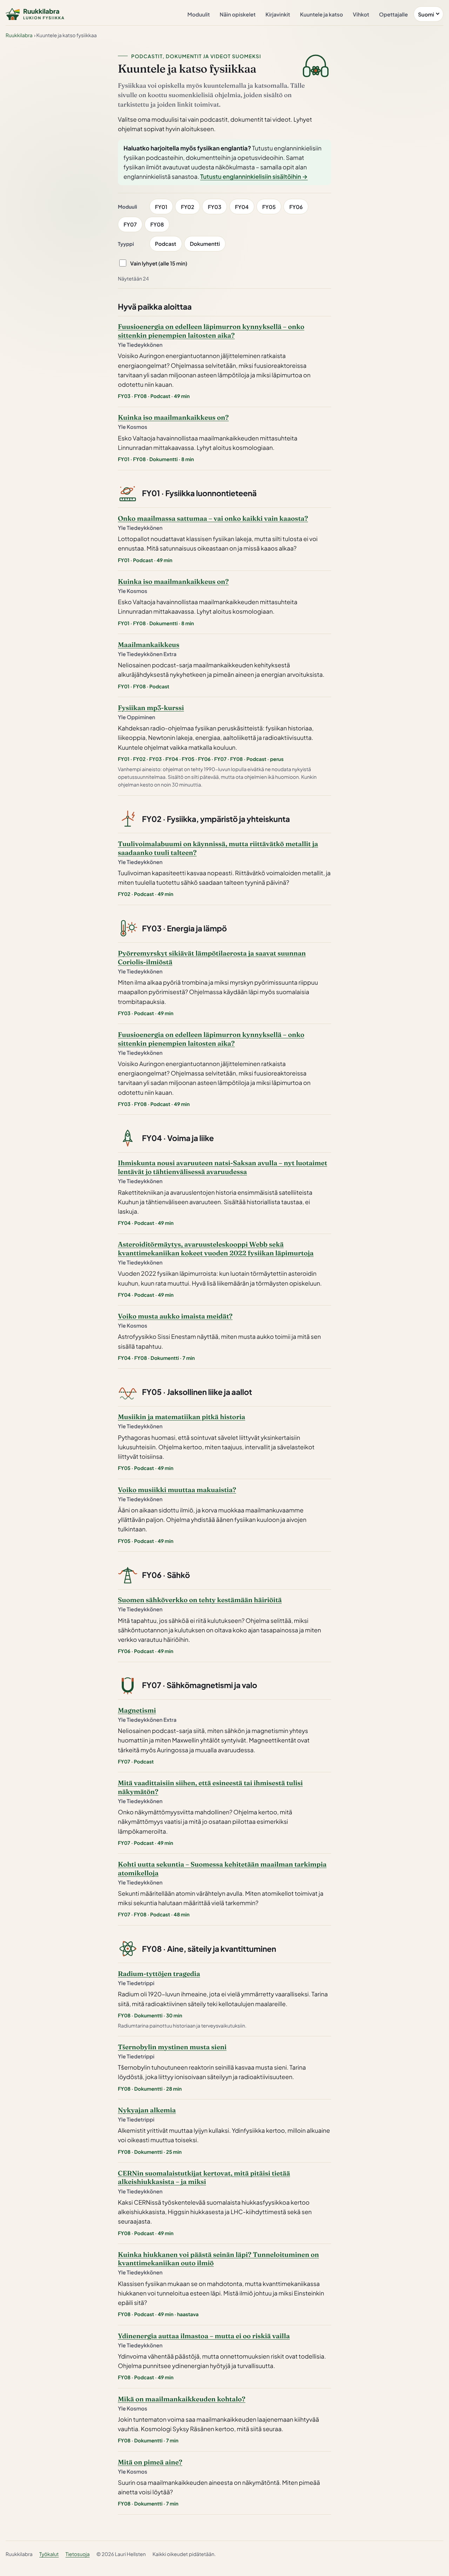 Ruukkilabra
LUKION FYSIIKKA
Moduulit Näin opiskelet Kirjavinkit Kuuntele ja katso Vihkot Opettajalle Suomi
Ruukkilabra › Kuuntele ja katso fysiikkaa
PODCASTIT, DOKUMENTIT JA VIDEOT SUOMEKSI
Kuuntele ja katso fysiikkaa
Fysiikkaa voi opiskella myös kuuntelemalla ja katsomalla. Tälle
sivulle on koottu suomenkielisiä ohjelmia, joiden sisältö on
tarkistettu ja joiden linkit toimivat.
Valitse oma moduulisi tai vain podcastit, dokumentit tai videot. Lyhyet
ohjelmat sopivat hyvin aloitukseen.
Haluatko harjoitella myös fysiikan englantia? Tutustu englanninkielisiin
fysiikan podcasteihin, dokumentteihin ja opetusvideoihin. Samat
fysiikan ilmiöt avautuvat uudesta näkökulmasta – ja samalla opit alan
englanninkielistä sanastoa. Tutustu englanninkielisiin sisältöihin →
Moduuli FY01 FY02 FY03 FY04 FY05 FY06
FY07 FY08
Tyyppi Podcast Dokumentti
Vain lyhyet (alle 15 min)
Näytetään 24
Hyvä paikka aloittaa
Fuusioenergia on edelleen läpimurron kynnyksellä – onko
sittenkin pienempien laitosten aika?
Yle Tiedeykkönen
Voisiko Auringon energiantuotannon jäljitteleminen ratkaista
energiaongelmat? Ohjelmassa selvitetään, miksi fuusioreaktoreissa
tarvitaan yli sadan miljoonan asteen lämpötiloja ja miksi läpimurtoa on
odotettu niin kauan.
FY03 · FY08 · Podcast · 49 min
Kuinka iso maailmankaikkeus on?
Yle Kosmos
Esko Valtaoja havainnollistaa maailmankaikkeuden mittasuhteita
Linnunradan mittakaavassa. Lyhyt aloitus kosmologiaan.
FY01 · FY08 · Dokumentti · 8 min
FY01 · Fysiikka luonnontieteenä
Onko maailmassa sattumaa – vai onko kaikki vain kaaosta?
Yle Tiedeykkönen
Lottopallot noudattavat klassisen fysiikan lakeja, mutta silti tulosta ei voi
ennustaa. Mitä satunnaisuus oikeastaan on ja missä kaaos alkaa?
FY01 · Podcast · 49 min
Kuinka iso maailmankaikkeus on?
Yle Kosmos
Esko Valtaoja havainnollistaa maailmankaikkeuden mittasuhteita
Linnunradan mittakaavassa. Lyhyt aloitus kosmologiaan.
FY01 · FY08 · Dokumentti · 8 min
Maailmankaikkeus
Yle Tiedeykkönen Extra
Neliosainen podcast-sarja maailmankaikkeuden kehityksestä
alkuräjähdyksestä nykyhetkeen ja pimeän aineen ja energian arvoituksista.
FY01 · FY08 · Podcast
Fysiikan mp3-kurssi
Yle Oppiminen
Kahdeksan radio-ohjelmaa fysiikan peruskäsitteistä: fysiikan historiaa,
liikeoppia, Newtonin lakeja, energiaa, aaltoliikettä ja radioaktiivisuutta.
Kuuntele ohjelmat vaikka matkalla kouluun.
FY01 · FY02 · FY03 · FY04 · FY05 · FY06 · FY07 · FY08 · Podcast · perus
Vanhempi aineisto: ohjelmat on tehty 1990-luvun lopulla eivätkä ne noudata nykyistä
opetussuunnitelmaa. Sisältö on silti pätevää, mutta ota ohjelmien ikä huomioon. Kunkin
ohjelman kesto on noin 30 minuuttia.
FY02 · Fysiikka, ympäristö ja yhteiskunta
Tuulivoimalabuumi on käynnissä, mutta riittävätkö metallit ja
saadaanko tuuli talteen?
Yle Tiedeykkönen
Tuulivoiman kapasiteetti kasvaa nopeasti. Riittävätkö voimaloiden metallit, ja
miten tuulella tuotettu sähkö saadaan talteen tyyninä päivinä?
FY02 · Podcast · 49 min
FY03 · Energia ja lämpö
Pyörremyrskyt sikiävät lämpötilaerosta ja saavat suunnan
Coriolis-ilmiöstä
Yle Tiedeykkönen
Miten ilma alkaa pyöriä trombina ja miksi myrskyn pyörimissuunta riippuu
maapallon pyörimisestä? Ohjelmassa käydään läpi myös suomalaisia
trombitapauksia.
FY03 · Podcast · 49 min
Fuusioenergia on edelleen läpimurron kynnyksellä – onko
sittenkin pienempien laitosten aika?
Yle Tiedeykkönen
Voisiko Auringon energiantuotannon jäljitteleminen ratkaista
energiaongelmat? Ohjelmassa selvitetään, miksi fuusioreaktoreissa
tarvitaan yli sadan miljoonan asteen lämpötiloja ja miksi läpimurtoa on
odotettu niin kauan.
FY03 · FY08 · Podcast · 49 min
FY04 · Voima ja liike
Ihmiskunta nousi avaruuteen natsi-Saksan avulla – nyt luotaimet
lentävät jo tähtienvälisessä avaruudessa
Yle Tiedeykkönen
Rakettitekniikan ja avaruuslentojen historia ensimmäisistä satelliiteista
Kuuhun ja tähtienväliseen avaruuteen. Sisältää historiallista taustaa, ei
laskuja.
FY04 · Podcast · 49 min
Asteroiditörmäytys, avaruusteleskooppi Webb sekä
kvanttimekaniikan kokeet vuoden 2022 fysiikan läpimurtoja
Yle Tiedeykkönen
Vuoden 2022 fysiikan läpimurroista: kun luotain törmäytettiin asteroidin
kuuhun, kuun rata muuttui. Hyvä lisä liikemäärän ja törmäysten opiskeluun.
FY04 · Podcast · 49 min
Voiko musta aukko imaista meidät?
Yle Kosmos
Astrofyysikko Sissi Enestam näyttää, miten musta aukko toimii ja mitä sen
sisällä tapahtuu.
FY04 · FY08 · Dokumentti · 7 min
FY05 · Jaksollinen liike ja aallot
Musiikin ja matematiikan pitkä historia
Yle Tiedeykkönen
Pythagoras huomasi, että sointuvat sävelet liittyvät yksinkertaisiin
lukusuhteisiin. Ohjelma kertoo, miten taajuus, intervallit ja sävelasteikot
liittyvät toisiinsa.
FY05 · Podcast · 49 min
Voiko musiikki muuttaa makuaistia?
Yle Tiedeykkönen
Ääni on aikaan sidottu ilmiö, ja korva muokkaa maailmankuvaamme
yllättävän paljon. Ohjelma yhdistää äänen fysiikan kuuloon ja aivojen
tulkintaan.
FY05 · Podcast · 49 min
FY06 · Sähkö
Suomen sähköverkko on tehty kestämään häiriöitä
Yle Tiedeykkönen
Mitä tapahtuu, jos sähköä ei riitä kulutukseen? Ohjelma selittää, miksi
sähköntuotannon ja kulutuksen on oltava koko ajan tasapainossa ja miten
verkko varautuu häiriöihin.
FY06 · Podcast · 49 min
FY07 · Sähkömagnetismi ja valo
Magnetismi
Yle Tiedeykkönen Extra
Neliosainen podcast-sarja siitä, miten sähkön ja magnetismin yhteys
huomattiin ja miten Maxwellin yhtälöt syntyivät. Magneettikentät ovat
tärkeitä myös Auringossa ja muualla avaruudessa.
FY07 · Podcast
Mitä vaadittaisiin siihen, että esineestä tai ihmisestä tulisi
näkymätön?
Yle Tiedeykkönen
Onko näkymättömyysviitta mahdollinen? Ohjelma kertoo, mitä
näkymättömyys vaatisi ja mitä jo osataan piilottaa esimerkiksi
lämpökameroilta.
FY07 · Podcast · 49 min
Kohti uutta sekuntia – Suomessa kehitetään maailman tarkimpia
atomikelloja
Yle Tiedeykkönen
Sekunti määritellään atomin värähtelyn avulla. Miten atomikellot toimivat ja
miksi sekuntia halutaan määrittää vielä tarkemmin?
FY07 · FY08 · Podcast · 48 min
FY08 · Aine, säteily ja kvantittuminen
Radium-tyttöjen tragedia
Yle Tiedetrippi
Radium oli 1920-luvun ihmeaine, jota ei vielä ymmärretty vaaralliseksi. Tarina
siitä, mitä radioaktiivinen säteily teki kellotaulujen maalareille.
FY08 · Dokumentti · 30 min
Radiumtarina painottuu historiaan ja terveysvaikutuksiin.
Tšernobylin mystinen musta sieni
Yle Tiedetrippi
Tšernobylin tuhoutuneen reaktorin seinillä kasvaa musta sieni. Tarina
löydöstä, joka liittyy ionisoivaan säteilyyn ja radioaktiivisuuteen.
FY08 · Dokumentti · 28 min
Nykyajan alkemia
Yle Tiedetrippi
Alkemistit yrittivät muuttaa lyijyn kullaksi. Ydinfysiikka kertoo, milloin alkuaine
voi oikeasti muuttua toiseksi.
FY08 · Dokumentti · 25 min
CERNin suomalaistutkijat kertovat, mitä pitäisi tietää
alkeishiukkasista – ja miksi
Yle Tiedeykkönen
Kaksi CERNissä työskentelevää suomalaista hiukkasfyysikkoa kertoo
alkeishiukkasista, Higgsin hiukkasesta ja LHC-kiihdyttimestä sekä sen
seuraajasta.
FY08 · Podcast · 49 min
Kuinka hiukkanen voi päästä seinän läpi? Tunneloituminen on
kvanttimekaniikan outo ilmiö
Yle Tiedeykkönen
Klassisen fysiikan mukaan se on mahdotonta, mutta kvanttimekaniikassa
hiukkanen voi tunneloitua esteen läpi. Mistä ilmiö johtuu ja miksi Einsteinkin
epäili sitä?
FY08 · Podcast · 49 min · haastava
Ydinenergia auttaa ilmastoa – mutta ei oo riskiä vailla
Yle Tiedeykkönen
Ydinvoima vähentää päästöjä, mutta onnettomuuksien riskit ovat todellisia.
Ohjelma punnitsee ydinenergian hyötyjä ja turvallisuutta.
FY08 · Podcast · 49 min
Mikä on maailmankaikkeuden kohtalo?
Yle Kosmos
Jokin tuntematon voima saa maailmankaikkeuden laajenemaan kiihtyvää
vauhtia. Kosmologi Syksy Räsänen kertoo, mitä siitä seuraa.
FY08 · Dokumentti · 7 min
Mitä on pimeä aine?
Yle Kosmos
Suurin osa maailmankaikkeuden aineesta on näkymätöntä. Miten pimeää
ainetta voisi löytää?
FY08 · Dokumentti · 7 min
Ruukkilabra Työkalut Tietosuoja © 2026 Lauri Hellsten Kaikki oikeudet pidätetään.